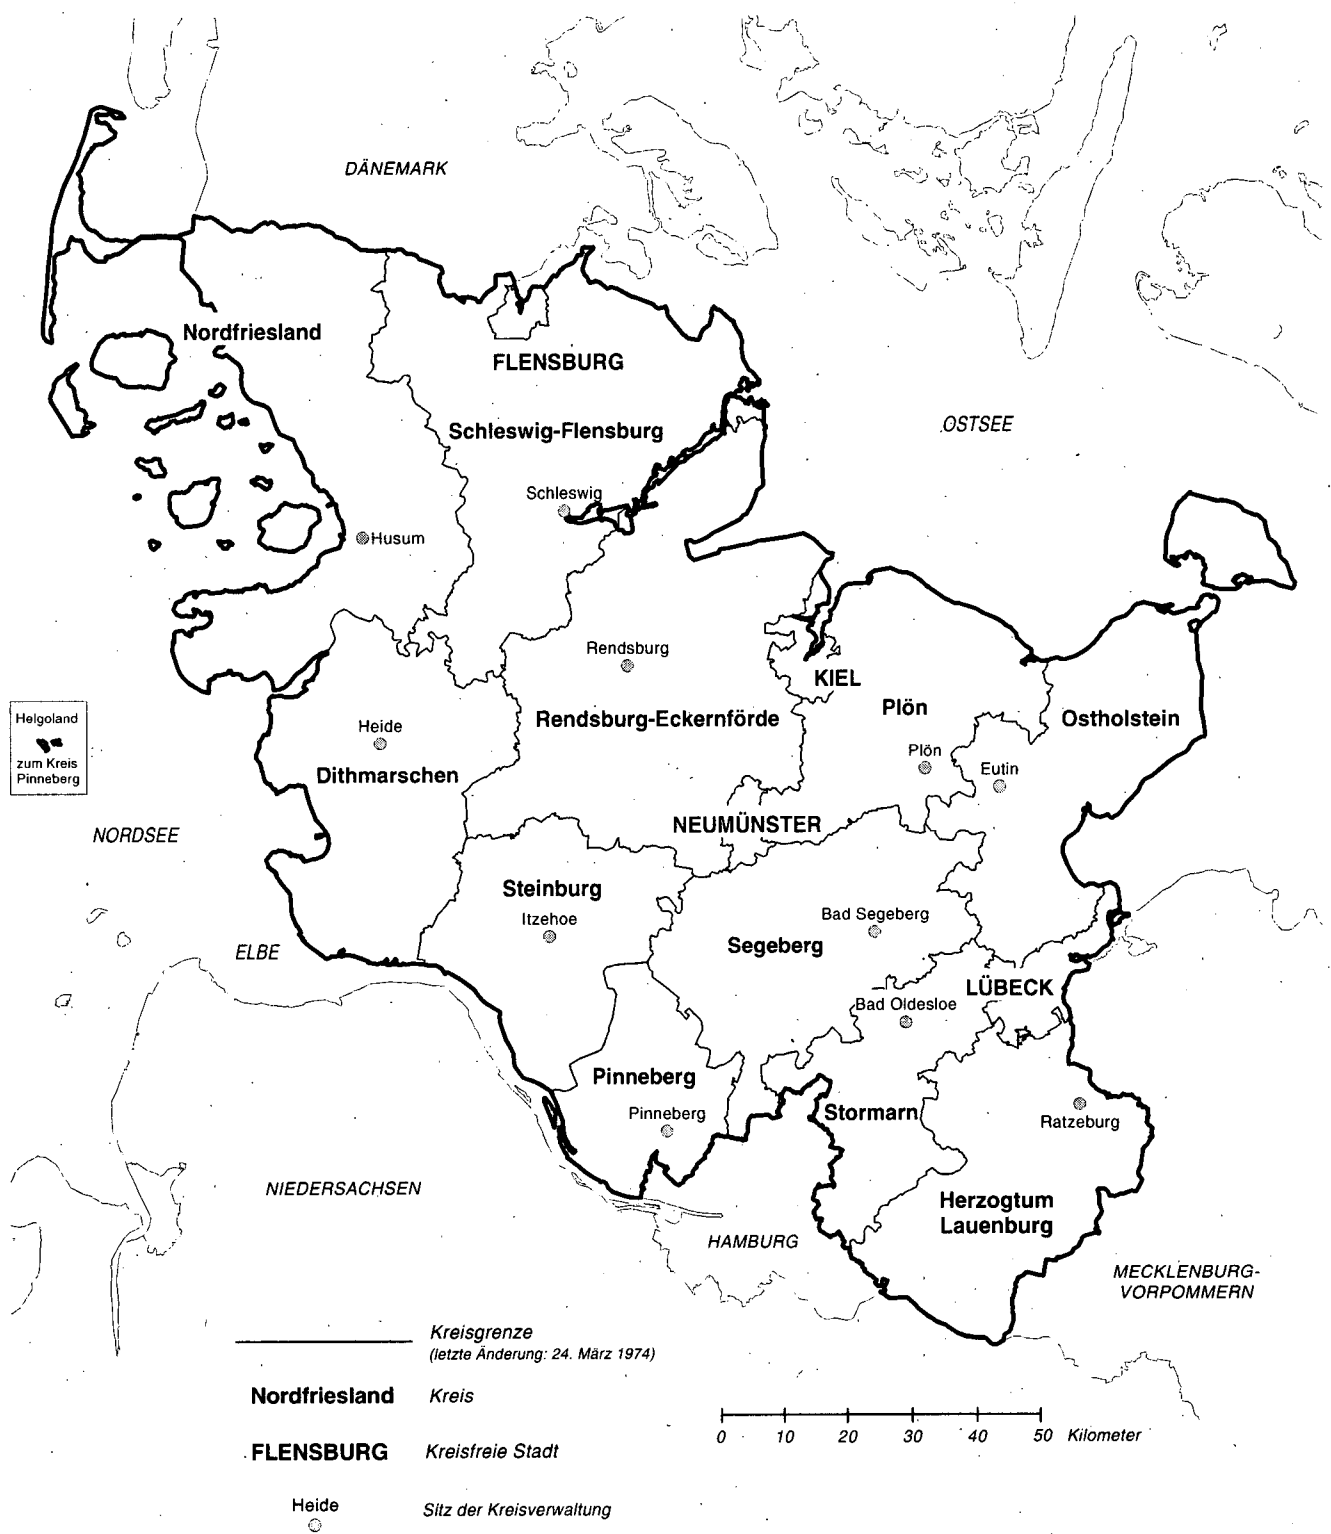 DÄNEMARK
Nordfriesland
FLENSBURG
OSTSEE
Schleswig-Flensburg
Schleswig
Husum
Rendsburg
KIEL
Rendsburg-Eckernförde
Plön
Ostholstein
Helgoland
zum Kreis
Pinneberg
Heide
Dithmarschen
Plön
Eutin
NORDSEE
NEUMÜNSTER
Steinburg
Itzehoe
Bad Segeberg
Segeberg
ELBE
LÜBECK
Bad Oldesloe
Pinneberg
Pinneberg
Stormarn
Ratzeburg
NIEDERSACHSEN
Herzogtum
Lauenburg
HAMBURG
MECKLENBURG-
VORPOMMERN
Kreisgrenze
(letzte Änderung: 24. März 1974)
Nordfriesland Kreis
FLENSBURG Kreisfreie Stadt
Heide Sitz der Kreisverwaltung
0 10 20 30 40 50 Kilometer